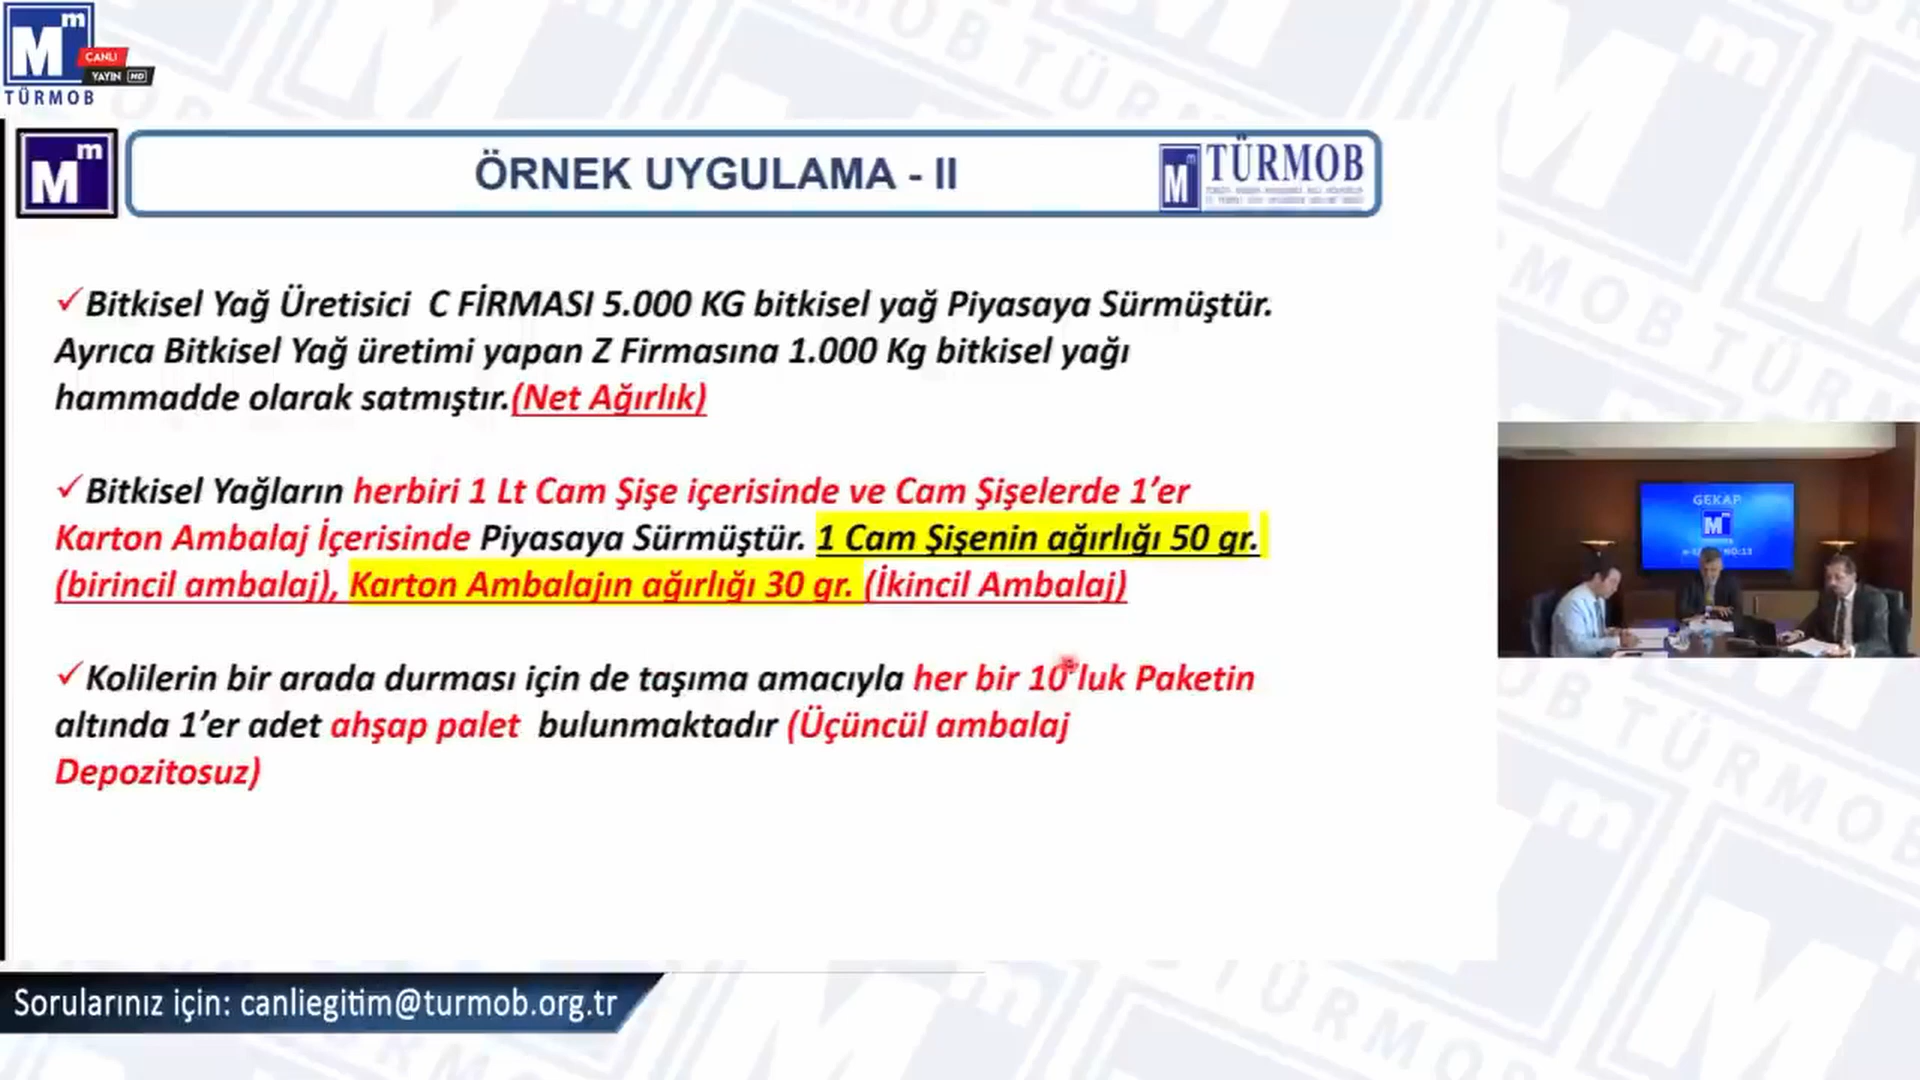 Mm
CANLI
YAYIN HD
TÜRMOB
Mm
ÖRNEK UYGULAMA - II
TÜRMOB
✓Bitkisel Yağ Üretisici C FİRMASI 5.000 KG bitkisel yağ Piyasaya Sürmüştür.
Ayrıca Bitkisel Yağ üretimi yapan Z Firmasına 1.000 Kg bitkisel yağı
hammadde olarak satmıştır.(Net Ağırlık)
✓Bitkisel Yağların herbiri 1 Lt Cam Şişe içerisinde ve Cam Şişelerde 1’er
Karton Ambalaj İçerisinde Piyasaya Sürmüştür. 1 Cam Şişenin ağırlığı 50 gr.
(birincil ambalaj), Karton Ambalajın ağırlığı 30 gr. (İkincil Ambalaj)
✓Kolilerin bir arada durması için de taşıma amacıyla her bir 10’luk Paketin
altında 1’er adet ahşap palet bulunmaktadır (Üçüncül ambalaj
Depozitosuz)
GEKAP
Sorularınız için: canliegitim@turmob.org.tr